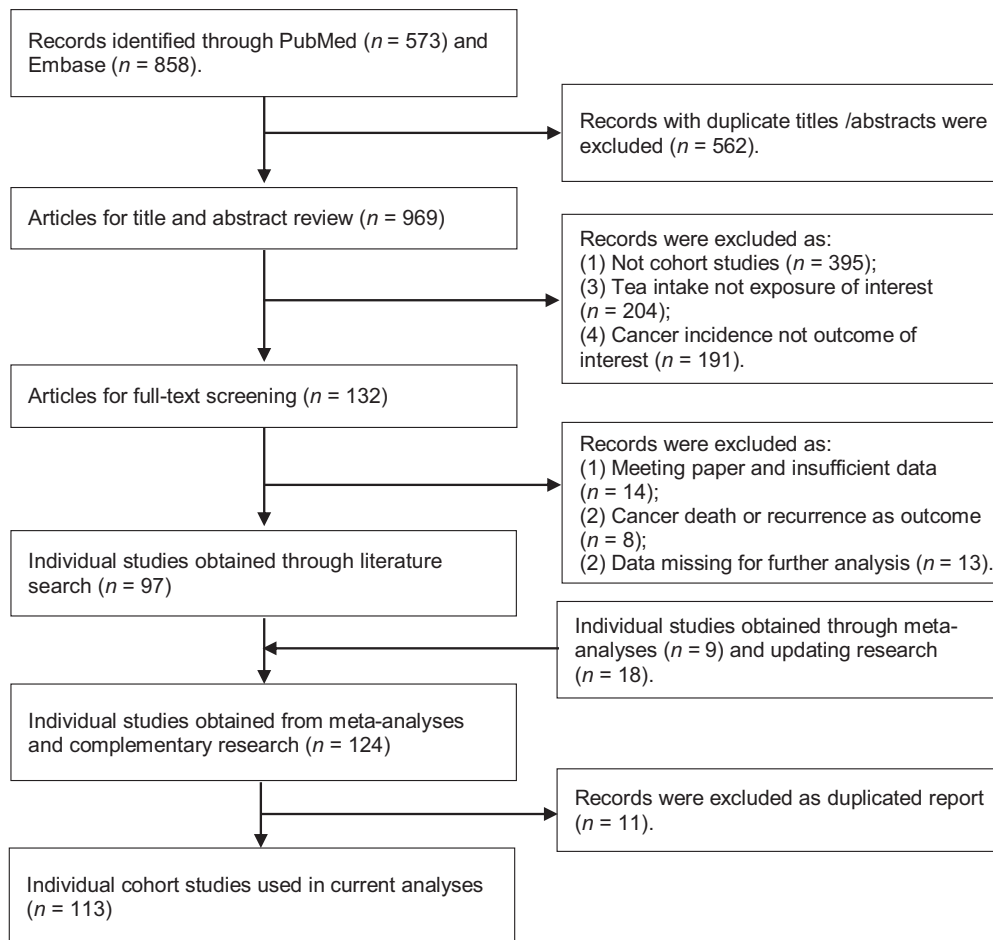 Records identified through PubMed (n = 573) and
Embase (n = 858).
Records with duplicate titles /abstracts were
excluded (n = 562).
Articles for title and abstract review (n = 969)
Records were excluded as:
(1) Not cohort studies (n = 395);
(3) Tea intake not exposure of interest
(n = 204);
(4) Cancer incidence not outcome of
interest (n = 191).
Articles for full-text screening (n = 132)
Records were excluded as:
(1) Meeting paper and insufficient data
(n = 14);
(2) Cancer death or recurrence as outcome
(n = 8);
(2) Data missing for further analysis (n = 13).
Individual studies obtained through literature
search (n = 97)
Individual studies obtained through meta-
analyses (n = 9) and updating research
(n = 18).
Individual studies obtained from meta-analyses
and complementary research (n = 124)
Records were excluded as duplicated report
(n = 11).
Individual cohort studies used in current analyses
(n = 113)